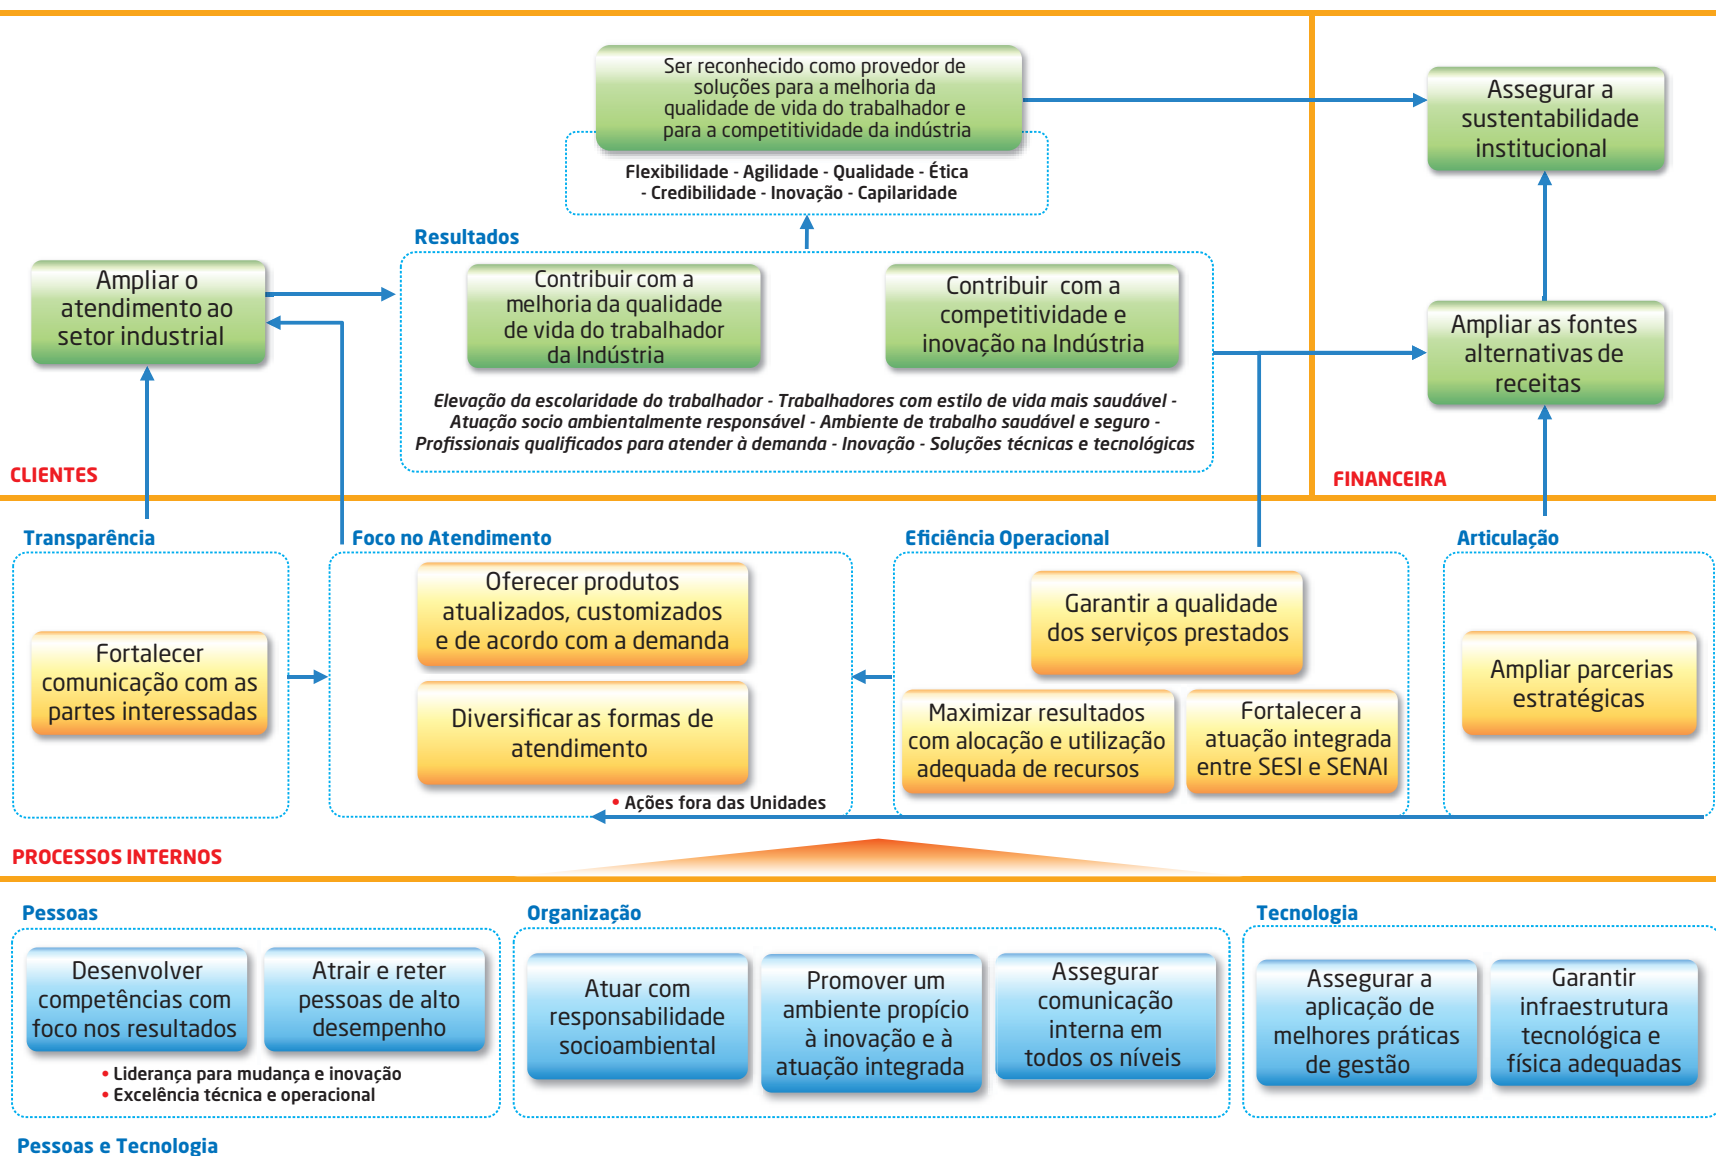 Ser reconhecido como provedor de
soluções para a melhoria da
qualidade de vida do trabalhador e
para a competitividade da indústria
Flexibilidade - Agilidade - Qualidade - Ética
- Credibilidade - Inovação - Capilaridade
Assegurar a
sustentabilidade
institucional
Resultados
Ampliar o
atendimento ao
setor industrial
Contribuir com a
melhoria da qualidade
de vida do trabalhador
da Indústria
Contribuir com a
competitividade e
inovação na Indústria
Ampliar as fontes
alternativas de
receitas
Elevação da escolaridade do trabalhador - Trabalhadores com estilo de vida mais saudável -
Atuação socio ambientalmente responsável - Ambiente de trabalho saudável e seguro -
Profissionais qualificados para atender à demanda - Inovação - Soluções técnicas e tecnológicas
CLIENTES
FINANCEIRA
Transparência
Fortalecer
comunicação com as
partes interessadas
Foco no Atendimento
Oferecer produtos
atualizados, customizados
e de acordo com a demanda
Diversificar as formas de
atendimento
• Ações fora das Unidades
Eficiência Operacional
Garantir a qualidade
dos serviços prestados
Maximizar resultados
com alocação e utilização
adequada de recursos
Fortalecer a
atuação integrada
entre SESI e SENAI
Articulação
Ampliar parcerias
estratégicas
PROCESSOS INTERNOS
Pessoas
Desenvolver
competências com
foco nos resultados
Atrair e reter
pessoas de alto
desempenho
• Liderança para mudança e inovação
• Excelência técnica e operacional
Organização
Atuar com
responsabilidade
socioambiental
Promover um
ambiente propício
à inovação e à
atuação integrada
Assegurar
comunicação
interna em
todos os níveis
Tecnologia
Assegurar a
aplicação de
melhores práticas
de gestão
Garantir
infraestrutura
tecnológica e
física adequadas
Pessoas e Tecnologia